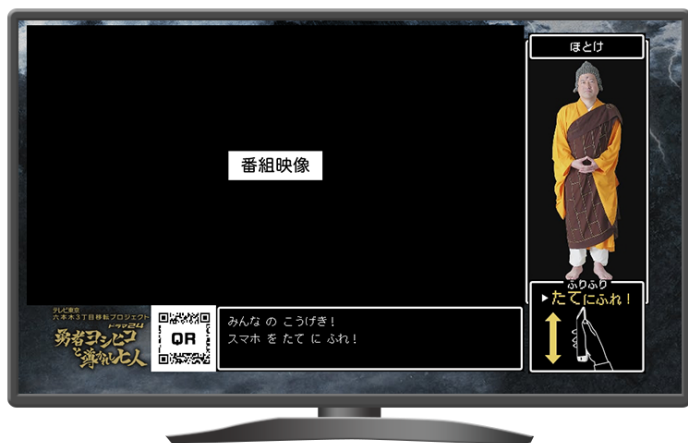 ほとけ
番組映像
ふりふり
▶たてにふれ！
テレビ東京
六本木3丁目移転プロジェクト
ドラマ24
勇者ヨシヒコ
と導かれし七人
QR
みんな の こうげき！
スマホ を たて に ふれ！